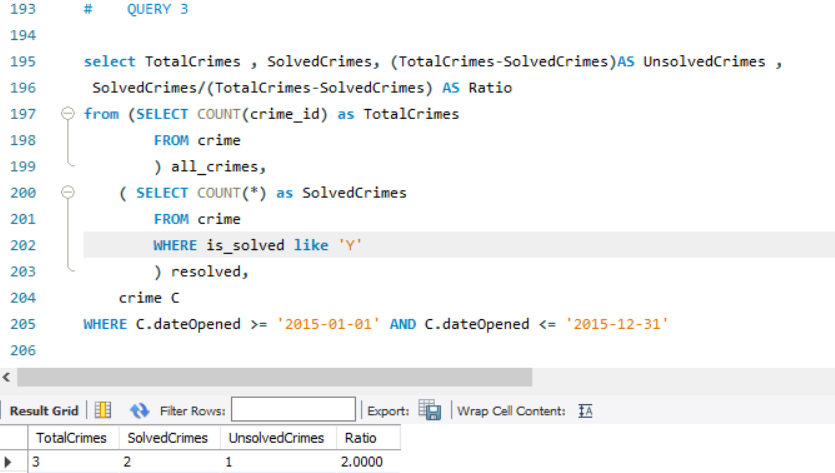 193 # QUERY 3
194
195 select TotalCrimes , SolvedCrimes, (TotalCrimes-SolvedCrimes)AS UnsolvedCrimes ,
196 SolvedCrimes/(TotalCrimes-SolvedCrimes) AS Ratio
197 from (SELECT COUNT(crime_id) as TotalCrimes
198 FROM crime
199 ) all_crimes,
200 ( SELECT COUNT(*) as SolvedCrimes
201 FROM crime
202 WHERE is_solved like 'Y'
203 ) resolved,
204 crime C
205 WHERE C.dateOpened >= '2015-01-01' AND C.dateOpened <= '2015-12-31'
206
Result Grid Filter Rows: Export: Wrap Cell Content: IA
TotalCrimes SolvedCrimes UnsolvedCrimes Ratio
3 2 1 2.0000